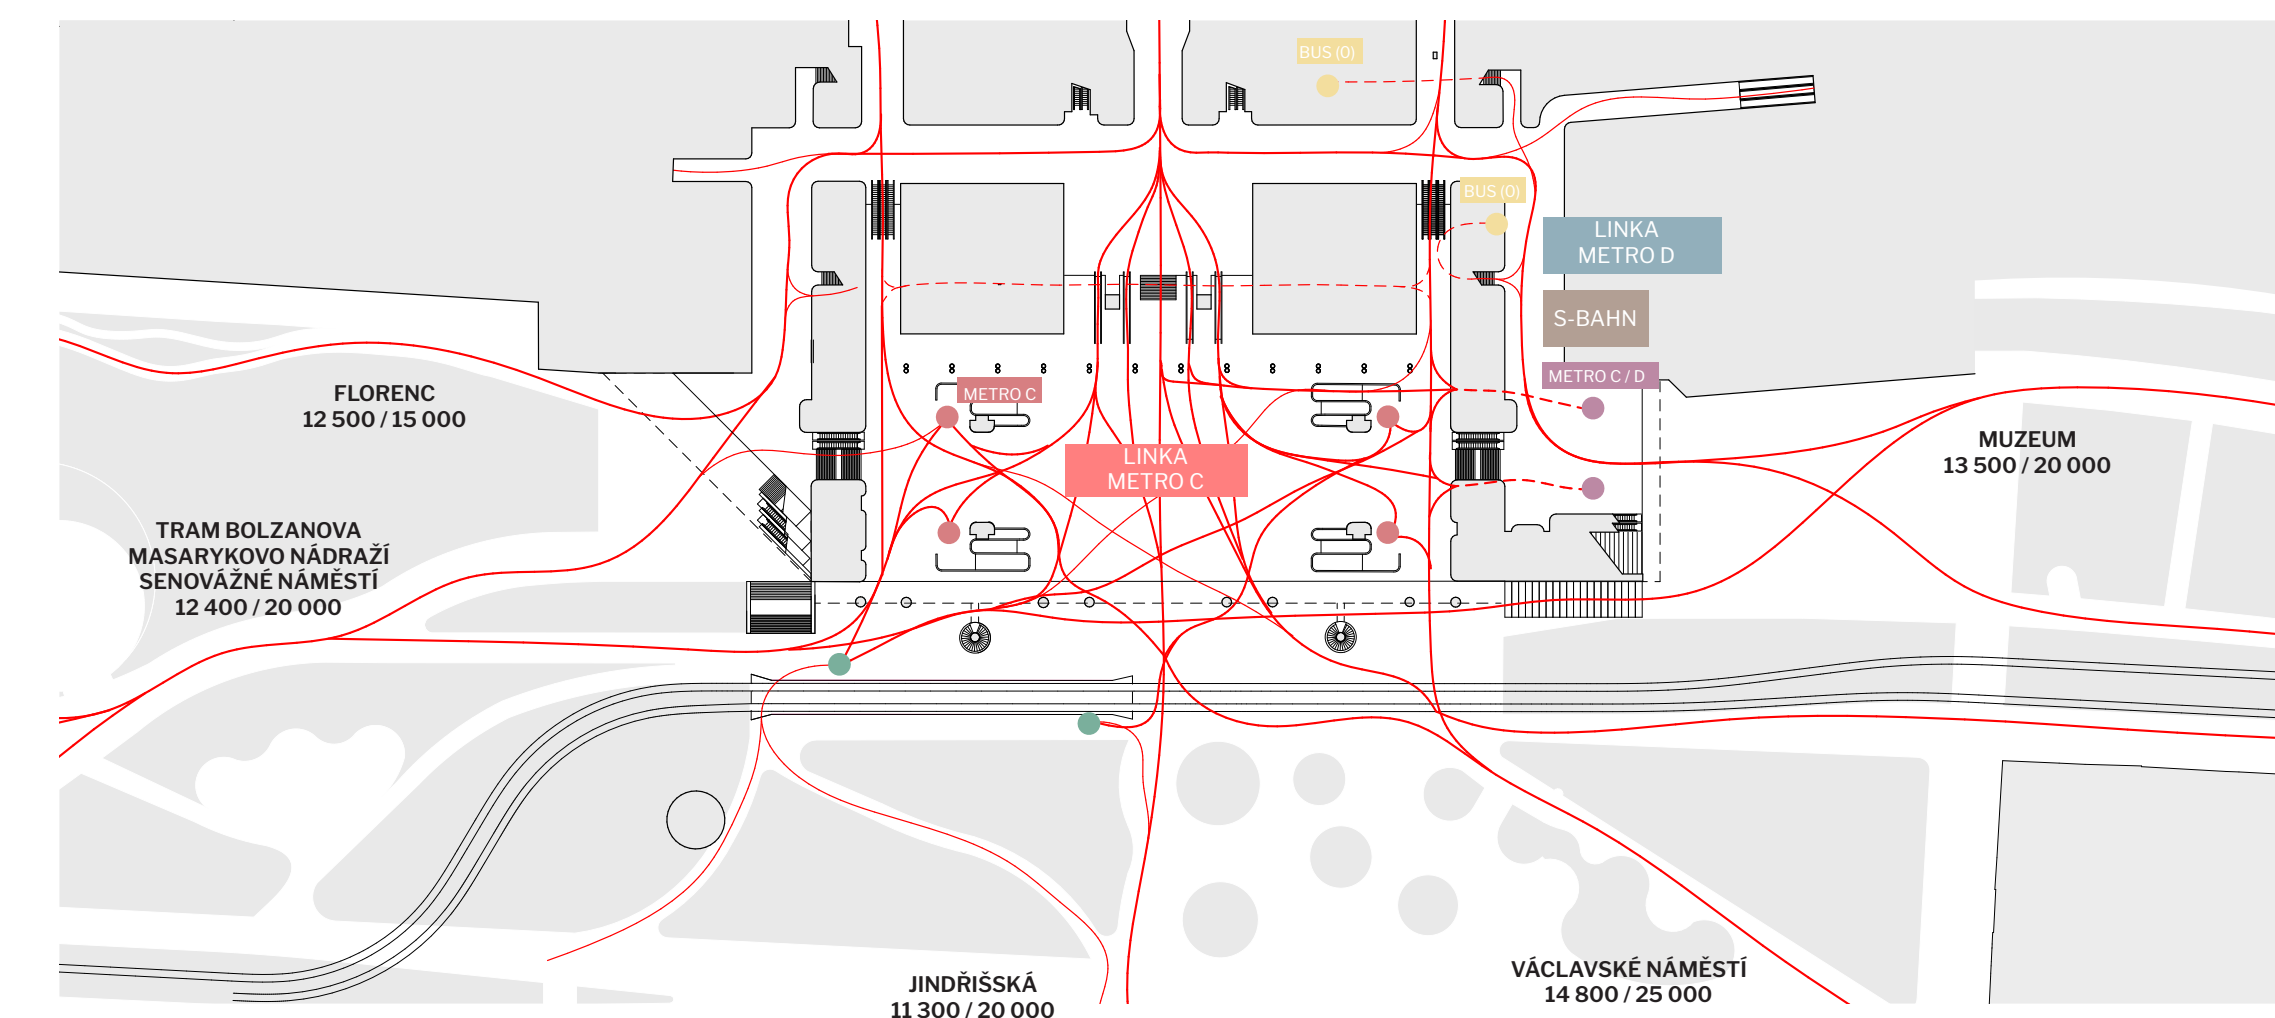 BUS (0)
BUS (0)
LINKA
METRO D
S-BAHN
METRO C / D
METRO C
FLORENC
12 500 / 15 000
LINKA
METRO C
MUZEUM
13 500 / 20 000
TRAM BOLZANOVA
MASARYKOVO NÁDRAŽÍ
SENOVÁŽNÉ NÁMĚSTÍ
12 400 / 20 000
JINDŘIŠSKÁ
11 300 / 20 000
VÁCLAVSKÉ NÁMĚSTÍ
14 800 / 25 000